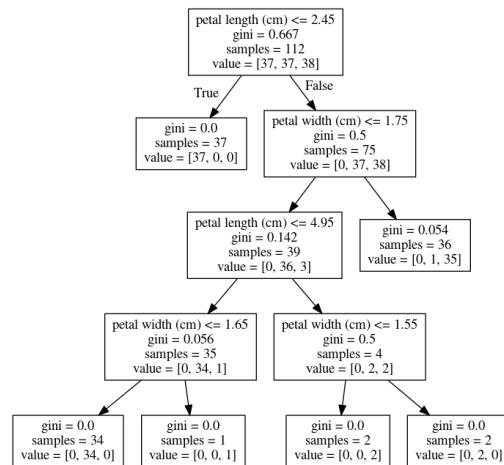 petal length (cm) <= 2.45
gini = 0.667
samples = 112
value = [37, 37, 38]
True
False
gini = 0.0
samples = 37
value = [37, 0, 0]
petal width (cm) <= 1.75
gini = 0.5
samples = 75
value = [0, 37, 38]
petal length (cm) <= 4.95
gini = 0.142
samples = 39
value = [0, 36, 3]
gini = 0.054
samples = 36
value = [0, 1, 35]
petal width (cm) <= 1.65
gini = 0.056
samples = 35
value = [0, 34, 1]
petal width (cm) <= 1.55
gini = 0.5
samples = 4
value = [0, 2, 2]
gini = 0.0
samples = 34
value = [0, 34, 0]
gini = 0.0
samples = 1
value = [0, 0, 1]
gini = 0.0
samples = 2
value = [0, 0, 2]
gini = 0.0
samples = 2
value = [0, 2, 0]